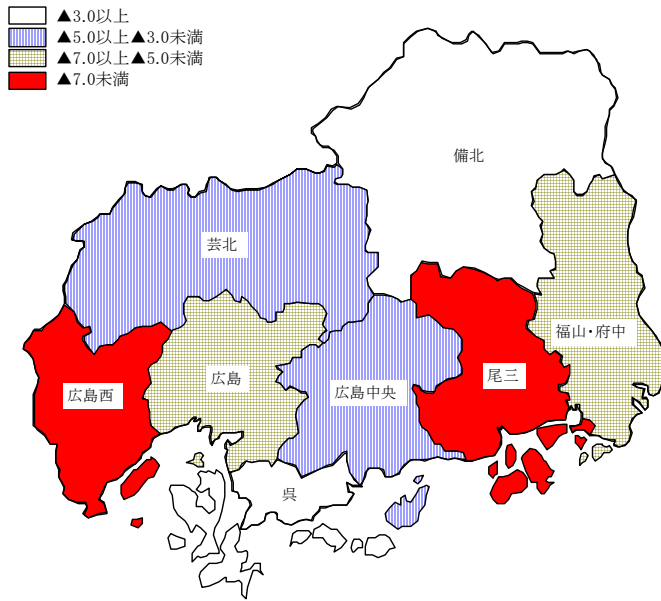 ▲3.0以上
▲5.0以上▲3.0未満
▲7.0以上▲5.0未満
▲7.0未満
備北
芸北
福山・府中
広島
尾三
広島西
広島中央
呉